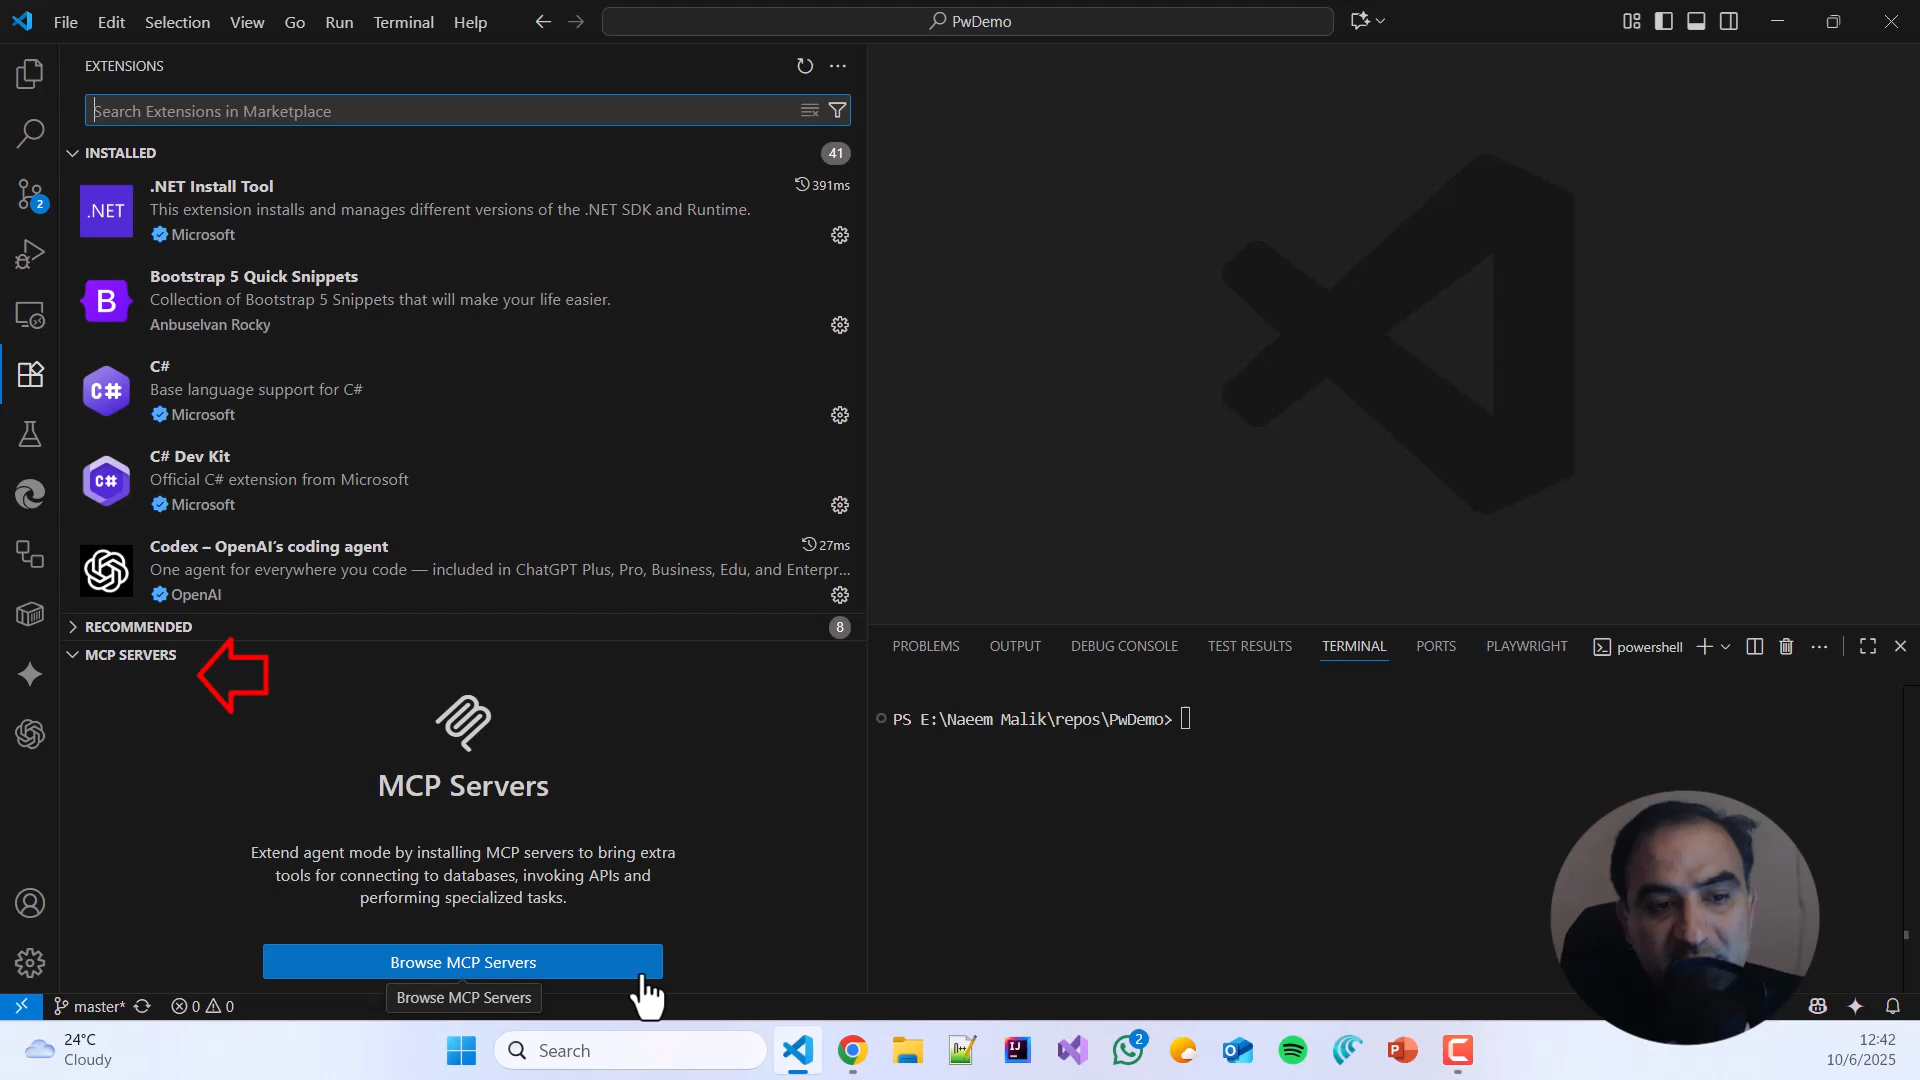 File Edit Selection View Go Run Terminal Help
PwDemo
EXTENSIONS
Search Extensions in Marketplace
INSTALLED
41
.NET
.NET Install Tool
391ms
This extension installs and manages different versions of the .NET SDK and Runtime.
Microsoft
B
Bootstrap 5 Quick Snippets
Collection of Bootstrap 5 Snippets that will make your life easier.
Anbuselvan Rocky
C#
C#
Base language support for C#
Microsoft
C#
C# Dev Kit
Official C# extension from Microsoft
Microsoft
Codex – OpenAI's coding agent
27ms
One agent for everywhere you code — included in ChatGPT Plus, Pro, Business, Edu, and Enterpr...
OpenAI
RECOMMENDED
8
MCP SERVERS
MCP Servers
Extend agent mode by installing MCP servers to bring extra
tools for connecting to databases, invoking APIs and
performing specialized tasks.
Browse MCP Servers
Browse MCP Servers
2
PROBLEMS OUTPUT DEBUG CONSOLE TEST RESULTS TERMINAL PORTS PLAYWRIGHT powershell
PS E:\Naeem Malik\repos\PwDemo>
master* 0 0
24°C
Cloudy
Search
2
12:42
10/6/2025